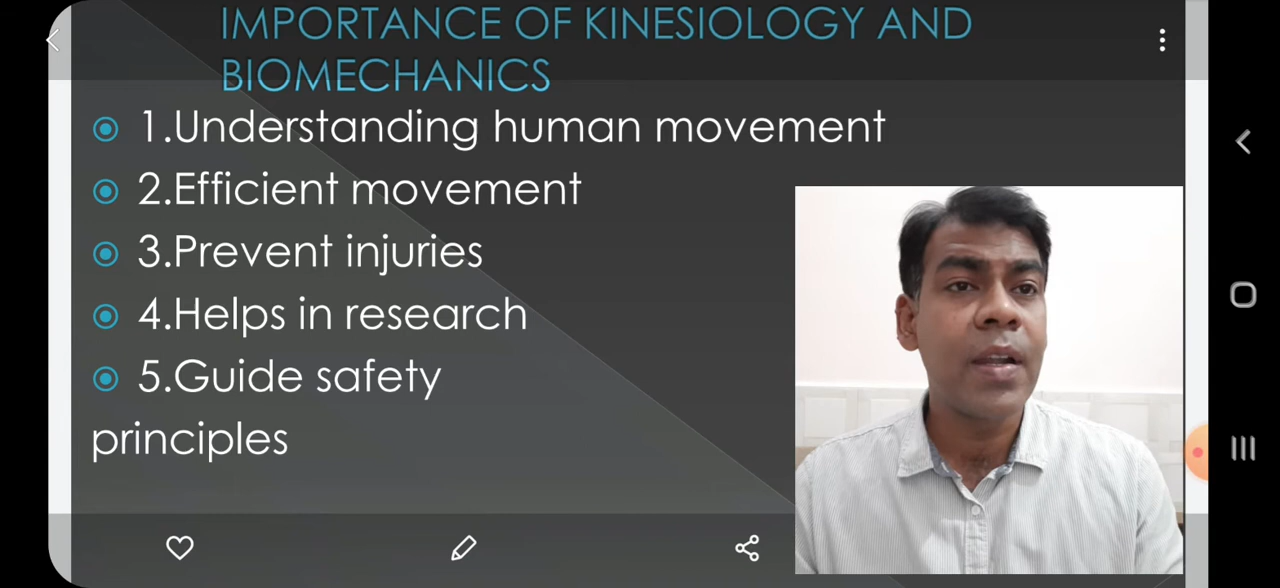 IMPORTANCE OF KINESIOLOGY AND
BIOMECHANICS
1.Understanding human movement
2.Efficient movement
3.Prevent injuries
4.Helps in research
5.Guide safety
principles